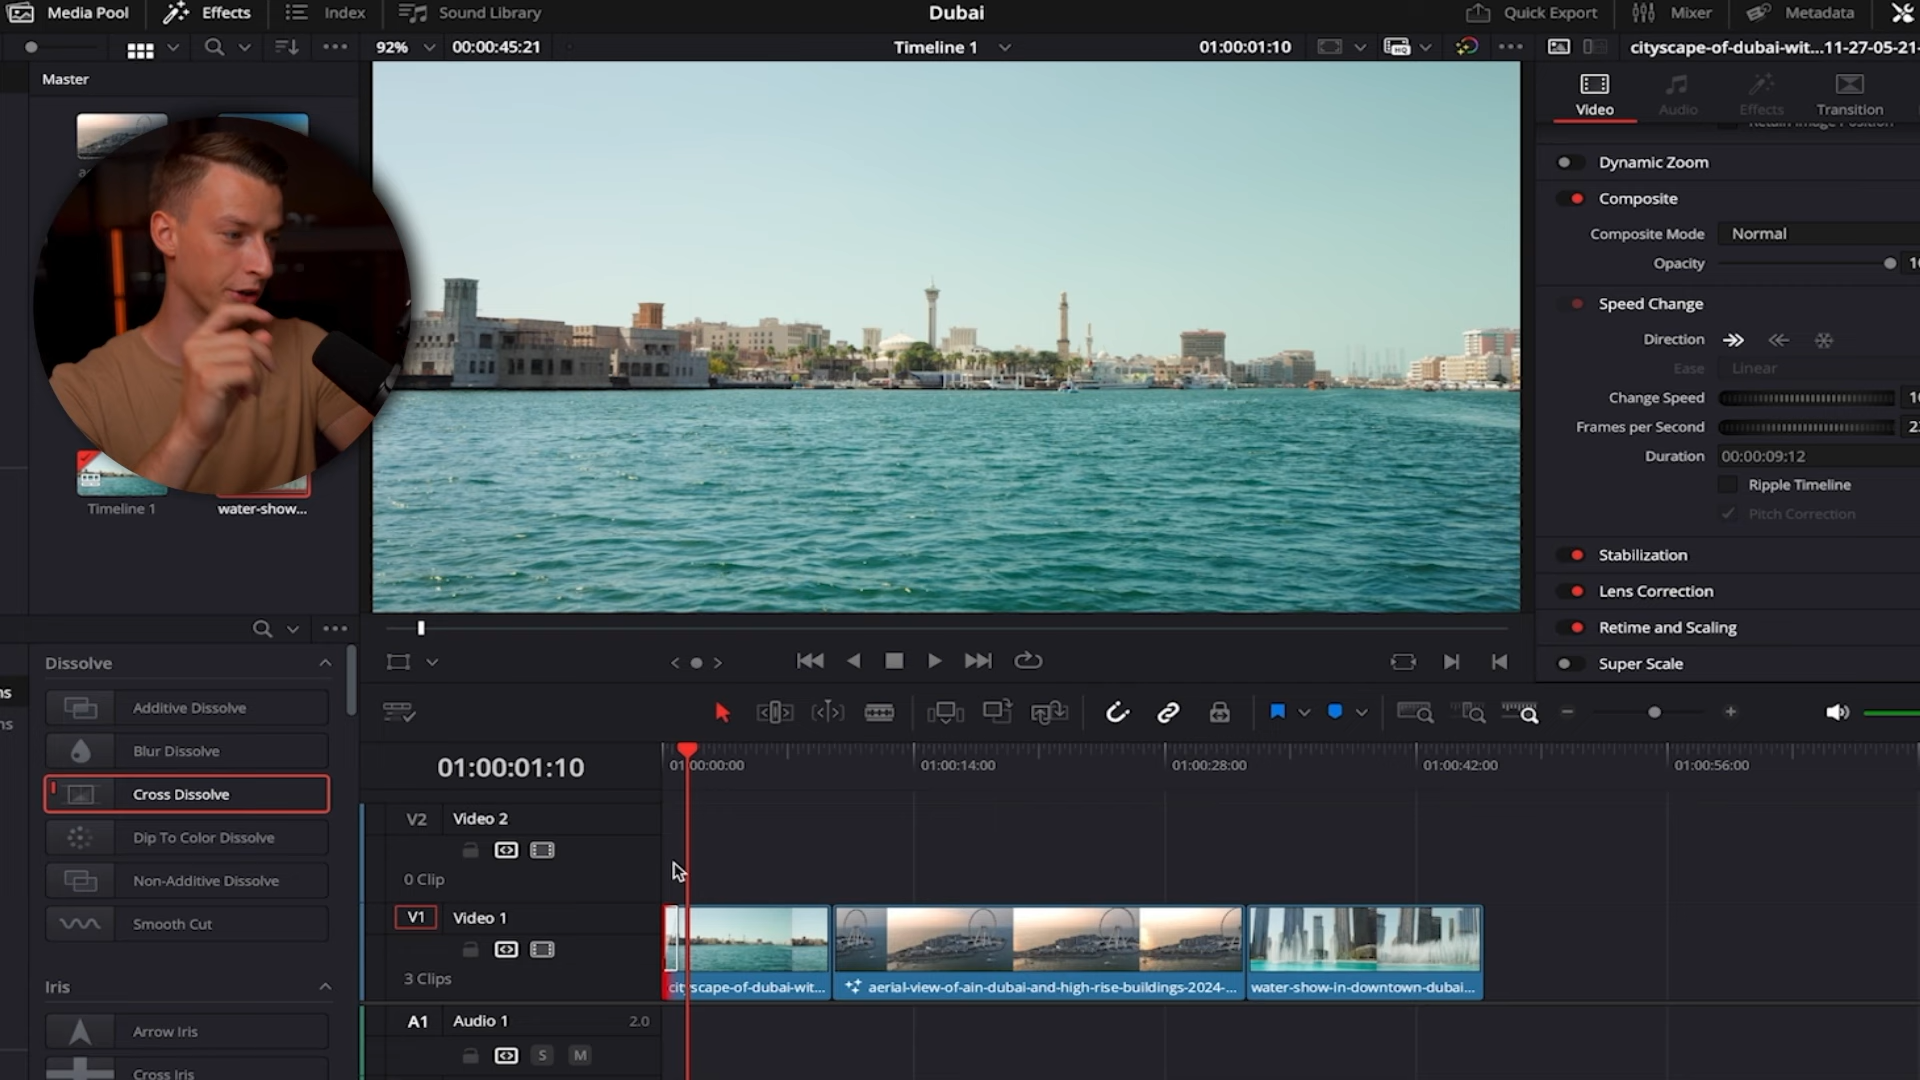 Media Pool
Effects
Index
Sound Library
Dubai
Quick Export
Mixer
Metadata
92%
00:00:45:21
Timeline 1
01:00:01:10
cityscape-of-dubai-wit...11-27-05-21-
Master
Video
Audio
Effects
Transition
Retain Image Position
Dynamic Zoom
Composite
Composite Mode
Normal
Opacity
Speed Change
Direction
Ease
Linear
Change Speed
Frames per Second
Duration
00:00:09:12
Ripple Timeline
Pitch Correction
Timeline 1
water-show...
Stabilization
Lens Correction
Retime and Scaling
Super Scale
Dissolve
Additive Dissolve
Blur Dissolve
Cross Dissolve
Dip To Color Dissolve
Non-Additive Dissolve
Smooth Cut
Iris
Arrow Iris
Cross Iris
01:00:01:10
01:00:00:00
01:00:14:00
01:00:28:00
01:00:42:00
01:00:56:00
V2
Video 2
0 Clip
V1
Video 1
3 Clips
cityscape-of-dubai-wit...
aerial-view-of-ain-dubai-and-high-rise-buildings-2024-...
water-show-in-downtown-dubai...
A1
Audio 1
2.0
S
M